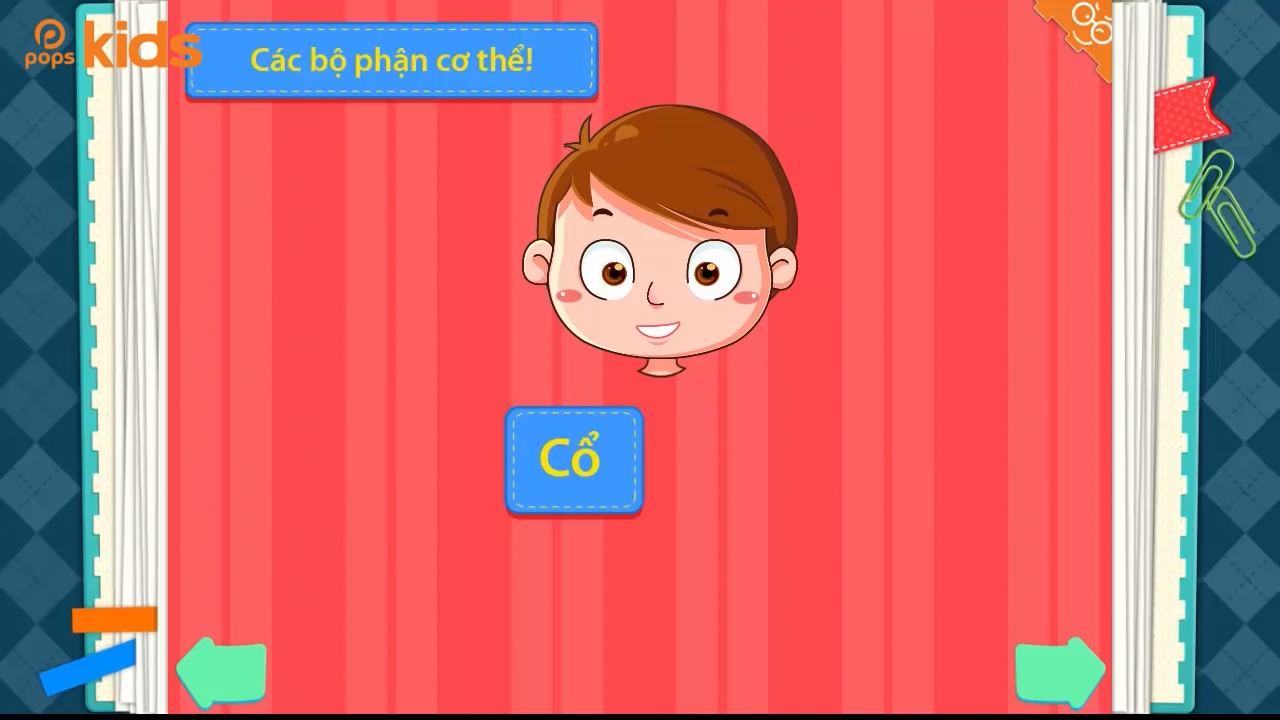 pops kids
Các bộ phận cơ thể!
Cổ